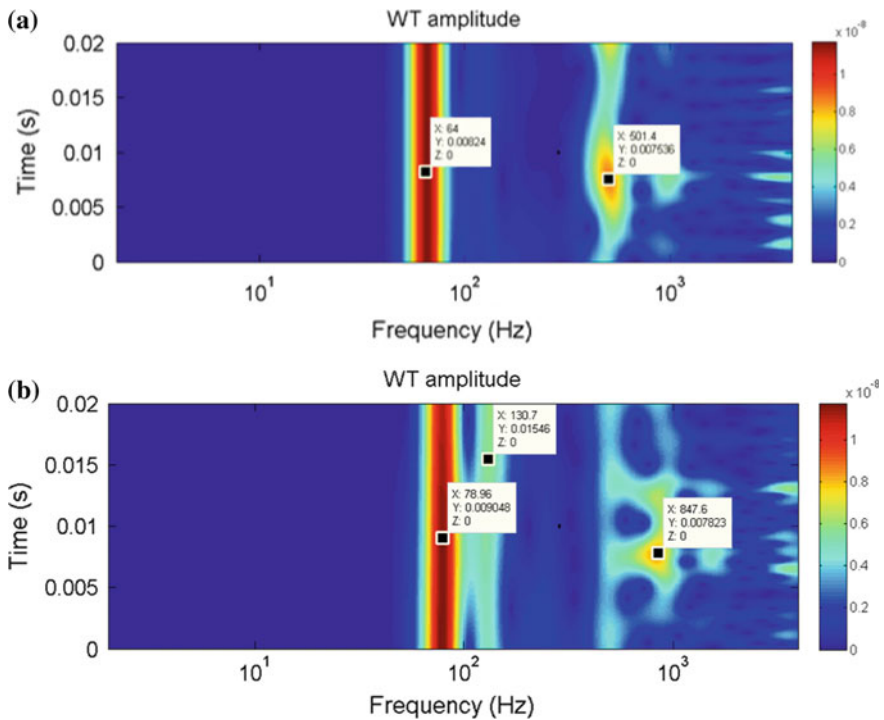 (a)
WT amplitude
x 10⁻⁸
0.02
0.015
0.01
0.005
0
Time (s)
X: 64
Y: 0.00824
Z: 0
X: 501.4
Y: 0.007536
Z: 0
10¹
10²
10³
Frequency (Hz)
1
0.8
0.6
0.4
0.2
0
(b)
WT amplitude
x 10⁻⁸
0.02
0.015
0.01
0.005
0
Time (s)
X: 130.7
Y: 0.01546
Z: 0
X: 78.96
Y: 0.009048
Z: 0
X: 847.6
Y: 0.007823
Z: 0
10¹
10²
10³
Frequency (Hz)
1
0.8
0.6
0.4
0.2
0